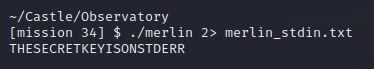 ~/Castle/Observatory
[mission 34] $ ./merlin 2> merlin_stdin.txt
THESECRETKEYISONSTDERR